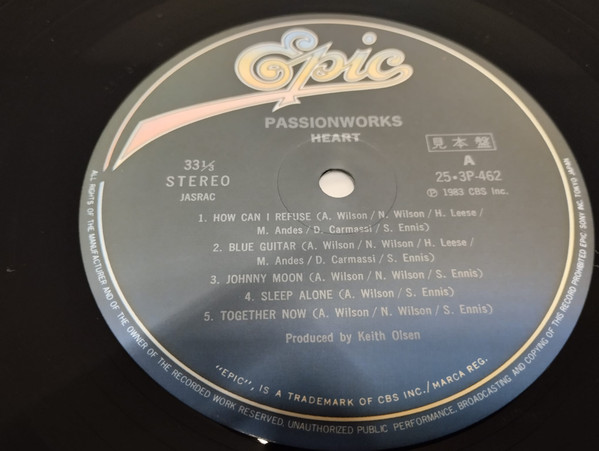 Epic
PASSIONWORKS
HEART
33⅓
STEREO
JASRAC
見本盤
A
25・3P-462
Ⓟ 1983 CBS Inc.
1. HOW CAN I REFUSE (A. Wilson / N. Wilson / H. Leese /
M. Andes / D. Carmassi / S. Ennis)
2. BLUE GUITAR (A. Wilson / N. Wilson / H. Leese /
M. Andes / D. Carmassi / S. Ennis)
3. JOHNNY MOON (A. Wilson / S. Ennis)
4. SLEEP ALONE (A. Wilson / S. Ennis)
5. TOGETHER NOW (A. Wilson / N. Wilson / S. Ennis)
Produced by Keith Olsen
"EPIC", IS A TRADEMARK OF CBS INC./MARCA REG.
ALL RIGHTS OF THE MANUFACTURER AND OF THE OWNER OF THE RECORDED WORK RESERVED, UNAUTHORIZED PUBLIC PERFORMANCE, BROADCASTING AND COPYING OF THIS RECORD PROHIBITED EPIC/SONY INC. TOKYO JAPAN